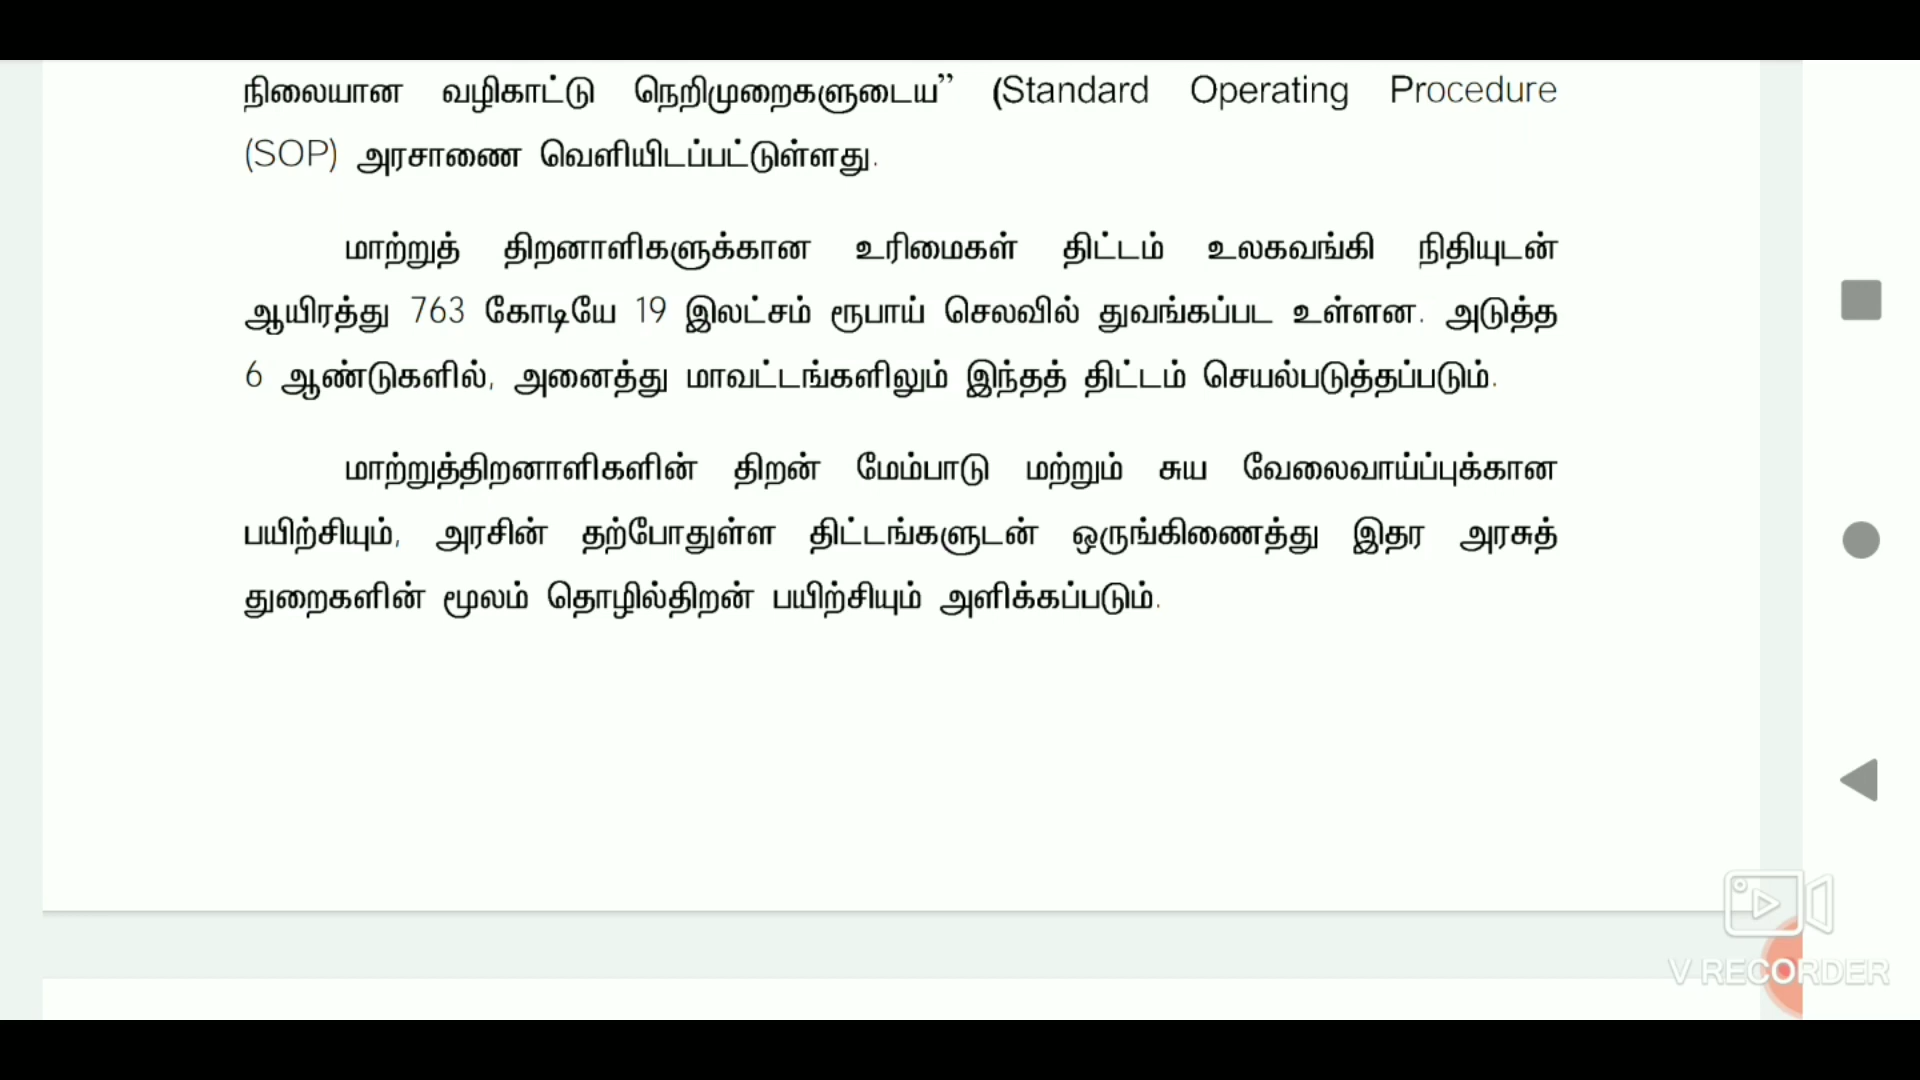 நிலையான வழிகாட்டு நெறிமுறைகளுடைய” (Standard Operating Procedure
(SOP) அரசாணை வெளியிடப்பட்டுள்ளது.
மாற்றுத் திறனாளிகளுக்கான உரிமைகள் திட்டம் உலகவங்கி நிதியுடன்
ஆயிரத்து 763 கோடியே 19 இலட்சம் ரூபாய் செலவில் துவங்கப்பட உள்ளன. அடுத்த
6 ஆண்டுகளில், அனைத்து மாவட்டங்களிலும் இந்தத் திட்டம் செயல்படுத்தப்படும்.
மாற்றுத்திறனாளிகளின் திறன் மேம்பாடு மற்றும் சுய வேலைவாய்ப்புக்கான
பயிற்சியும், அரசின் தற்போதுள்ள திட்டங்களுடன் ஒருங்கிணைத்து இதர அரசுத்
துறைகளின் மூலம் தொழில்திறன் பயிற்சியும் அளிக்கப்படும்.
V RECORDER